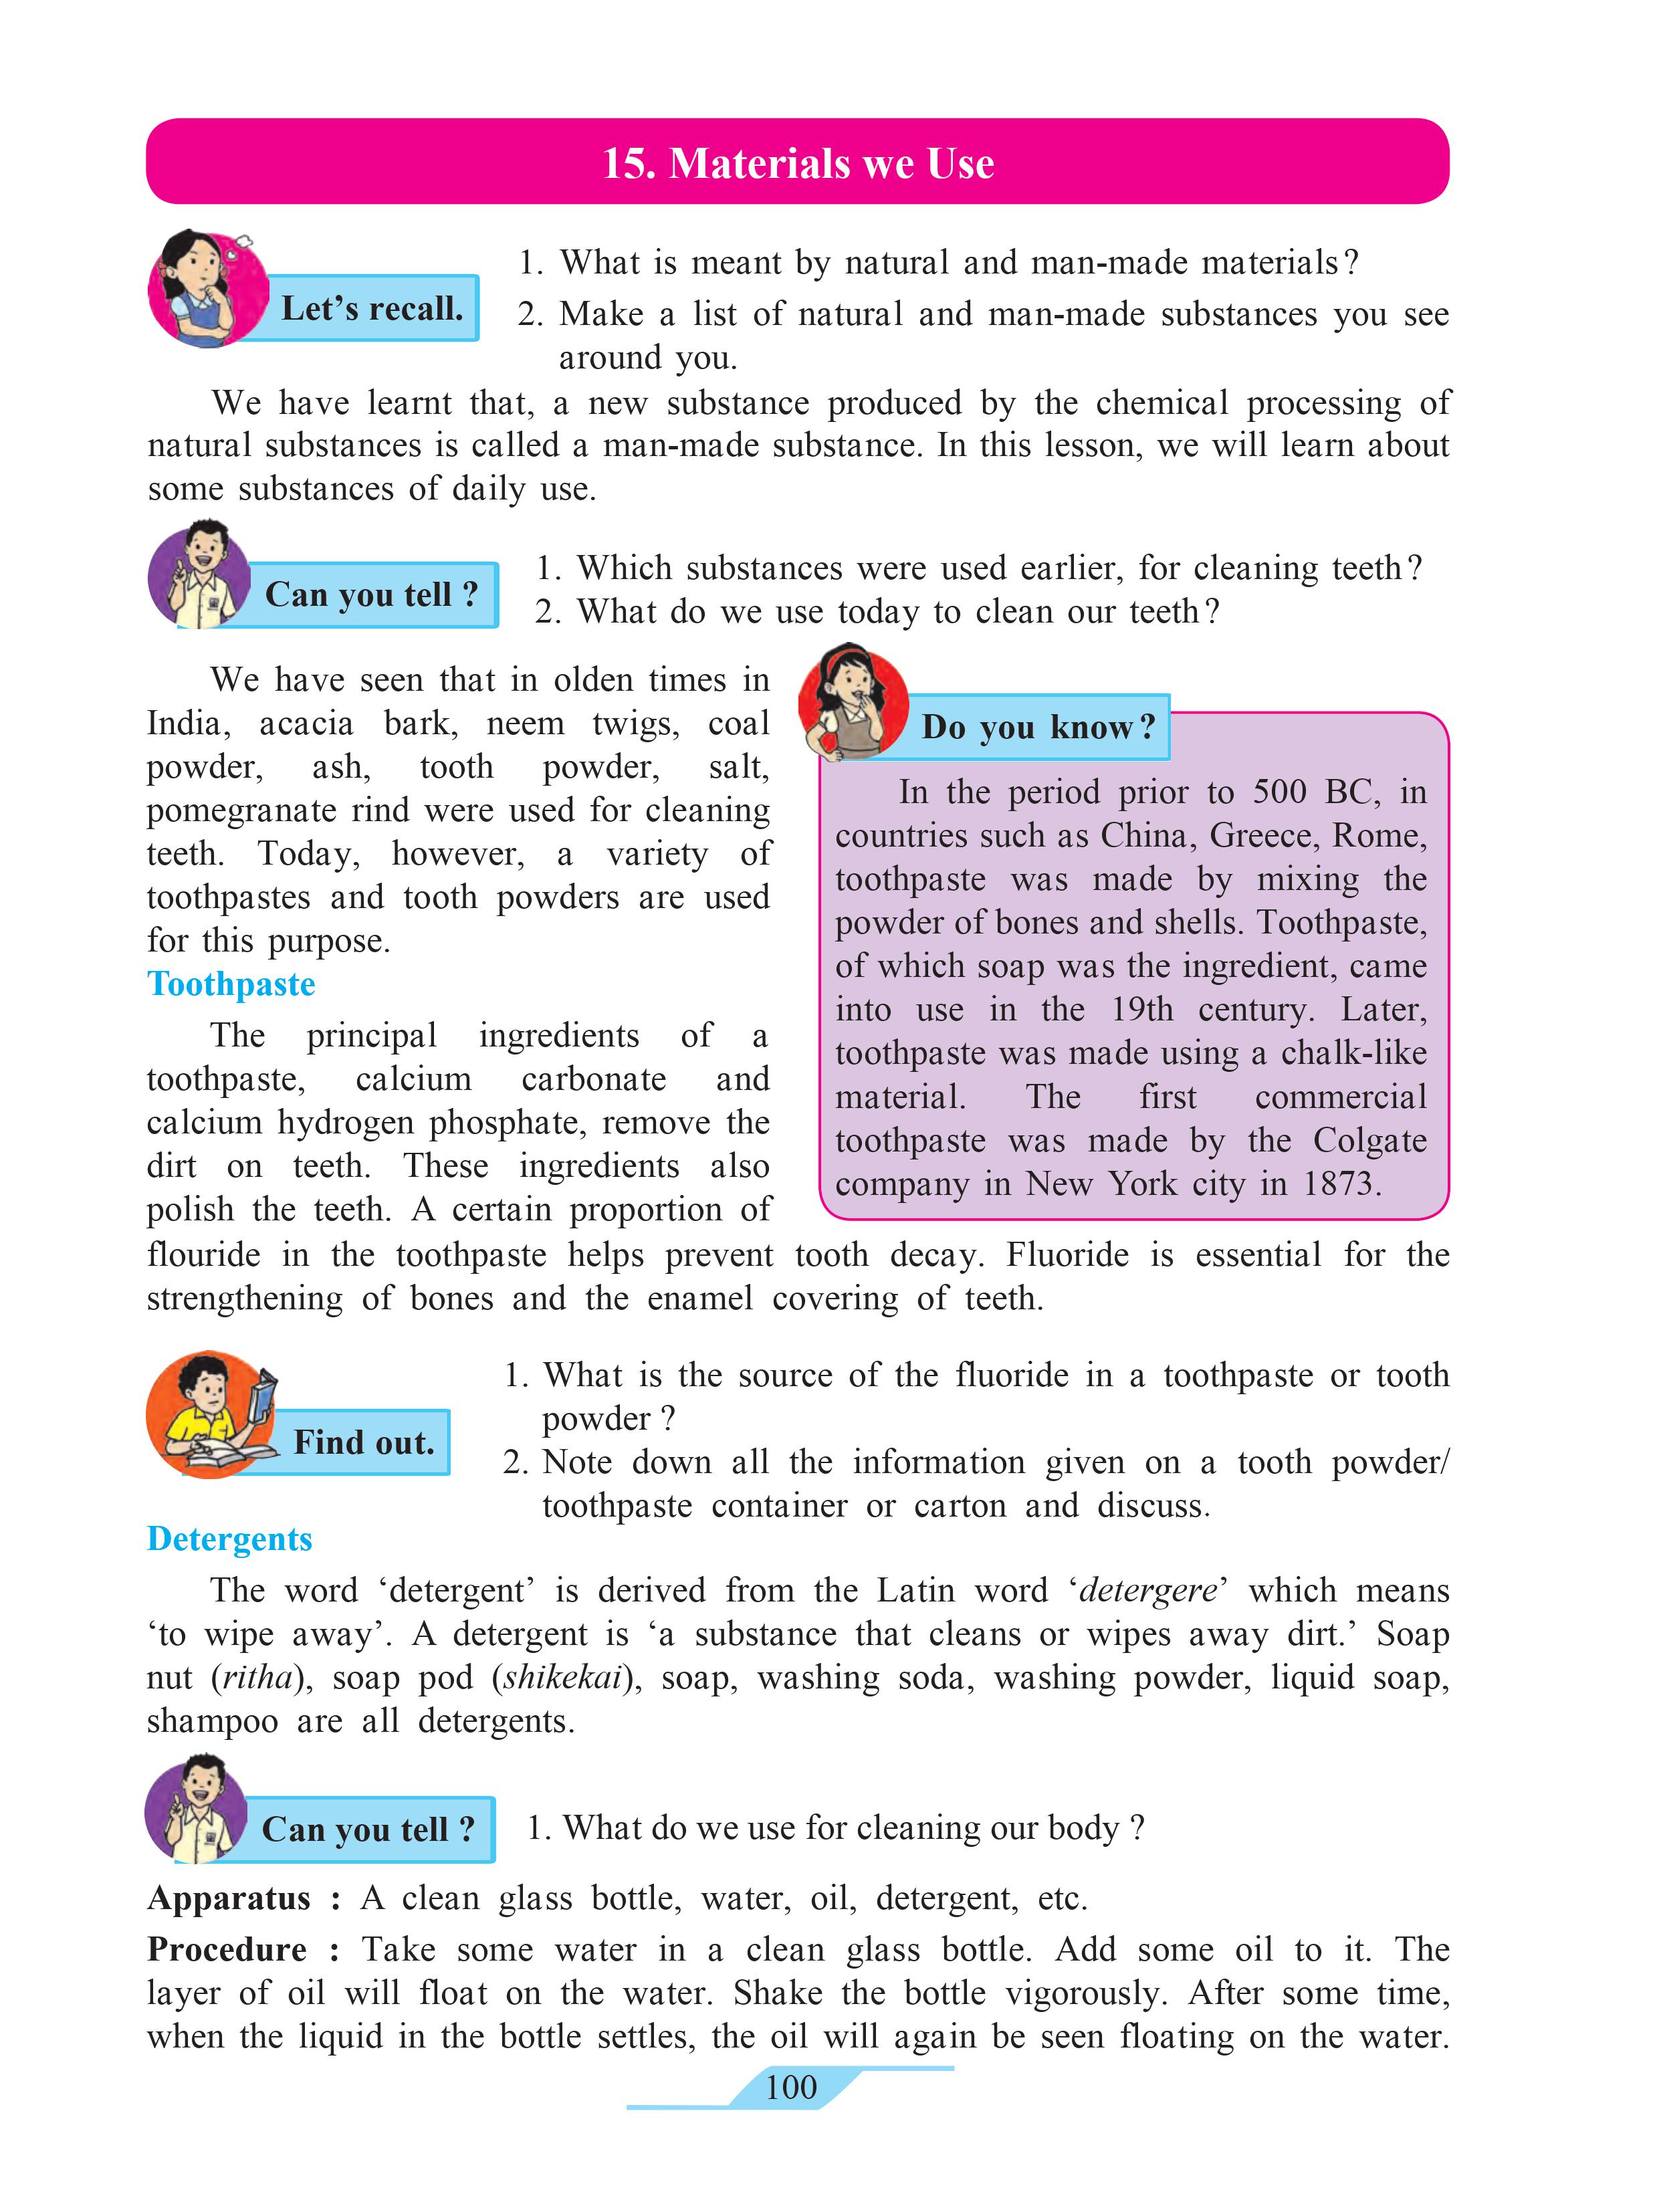 15. Materials we Use
Let’s recall.
1. What is meant by natural and man-made materials?
2. Make a list of natural and man-made substances you see
around you.
We have learnt that, a new substance produced by the chemical processing of
natural substances is called a man-made substance. In this lesson, we will learn about
some substances of daily use.
Can you tell ?
1. Which substances were used earlier, for cleaning teeth?
2. What do we use today to clean our teeth?
We have seen that in olden times in
India, acacia bark, neem twigs, coal
powder, ash, tooth powder, salt,
pomegranate rind were used for cleaning
teeth. Today, however, a variety of
toothpastes and tooth powders are used
for this purpose.
Toothpaste
The principal ingredients of a
toothpaste, calcium carbonate and
calcium hydrogen phosphate, remove the
dirt on teeth. These ingredients also
polish the teeth. A certain proportion of
flouride in the toothpaste helps prevent tooth decay. Fluoride is essential for the
strengthening of bones and the enamel covering of teeth.
Do you know?
In the period prior to 500 BC, in
countries such as China, Greece, Rome,
toothpaste was made by mixing the
powder of bones and shells. Toothpaste,
of which soap was the ingredient, came
into use in the 19th century. Later,
toothpaste was made using a chalk-like
material. The first commercial
toothpaste was made by the Colgate
company in New York city in 1873.
Find out.
1. What is the source of the fluoride in a toothpaste or tooth
powder ?
2. Note down all the information given on a tooth powder/
toothpaste container or carton and discuss.
Detergents
The word ‘detergent’ is derived from the Latin word ‘detergere’ which means
‘to wipe away’. A detergent is ‘a substance that cleans or wipes away dirt.’ Soap
nut (ritha), soap pod (shikekai), soap, washing soda, washing powder, liquid soap,
shampoo are all detergents.
Can you tell ?
1. What do we use for cleaning our body ?
Apparatus : A clean glass bottle, water, oil, detergent, etc.
Procedure : Take some water in a clean glass bottle. Add some oil to it. The
layer of oil will float on the water. Shake the bottle vigorously. After some time,
when the liquid in the bottle settles, the oil will again be seen floating on the water.
100